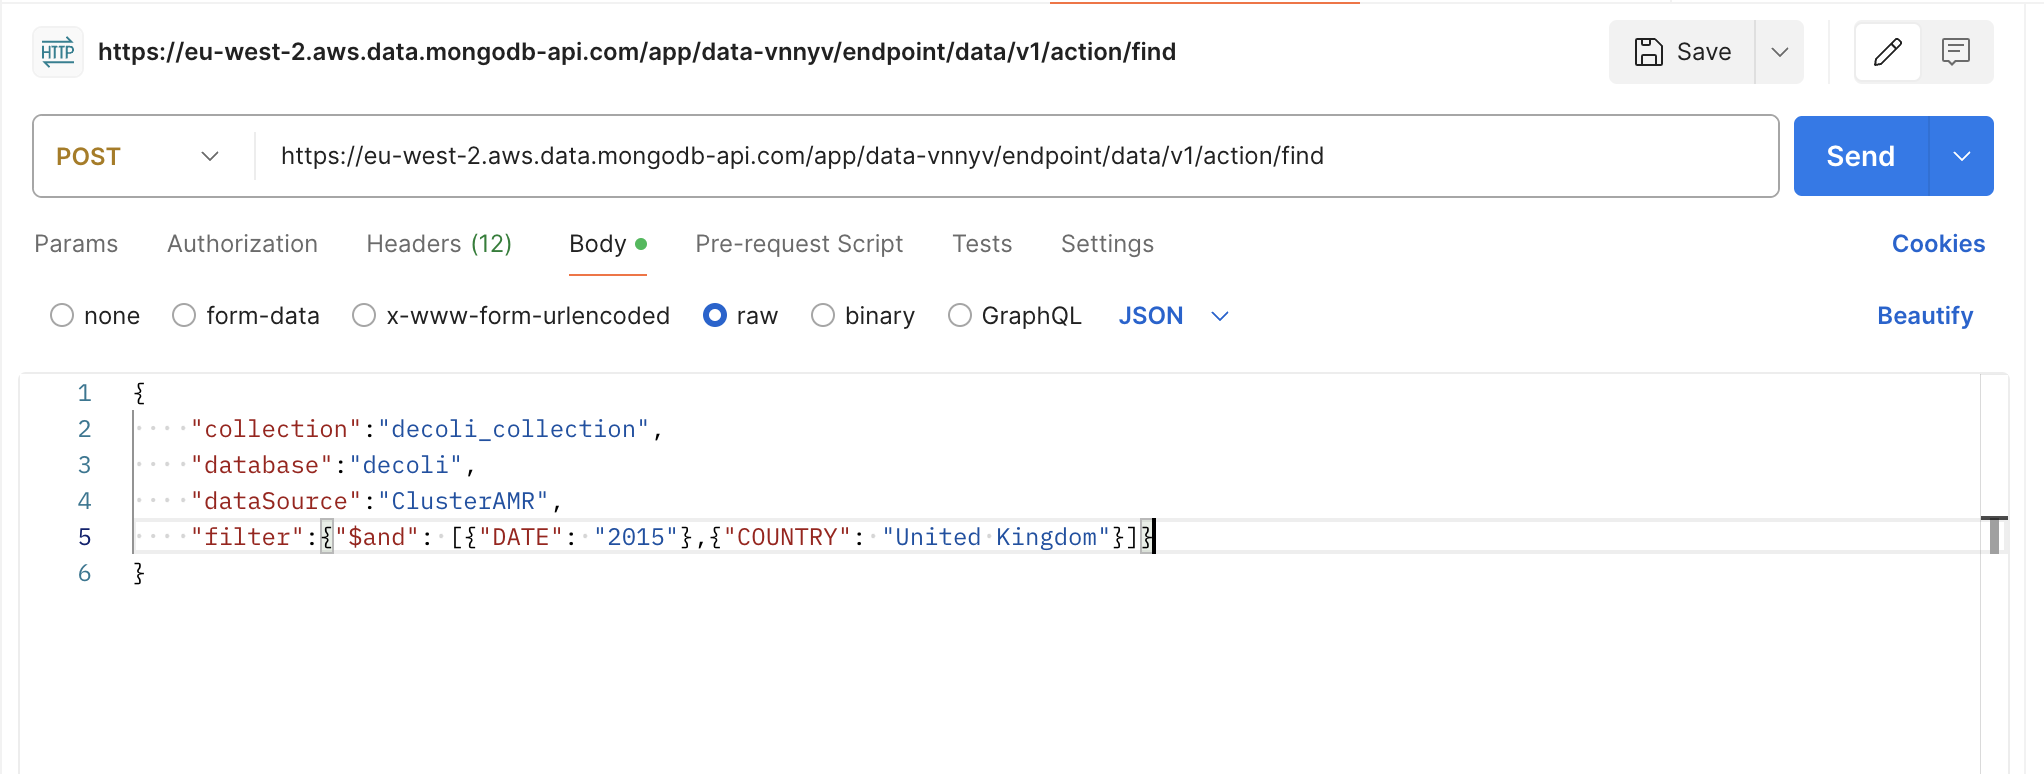 HTTP https://eu-west-2.aws.data.mongodb-api.com/app/data-vnnyv/endpoint/data/v1/action/find Save
POST https://eu-west-2.aws.data.mongodb-api.com/app/data-vnnyv/endpoint/data/v1/action/find Send
Params Authorization Headers (12) Body Pre-request Script Tests Settings Cookies
none form-data x-www-form-urlencoded raw binary GraphQL JSON Beautify
1 {
2 "collection":"decoli_collection",
3 "database":"decoli",
4 "dataSource":"ClusterAMR",
5 "filter":{"$and": [{"DATE": "2015"},{"COUNTRY": "United Kingdom"}]}
6 }